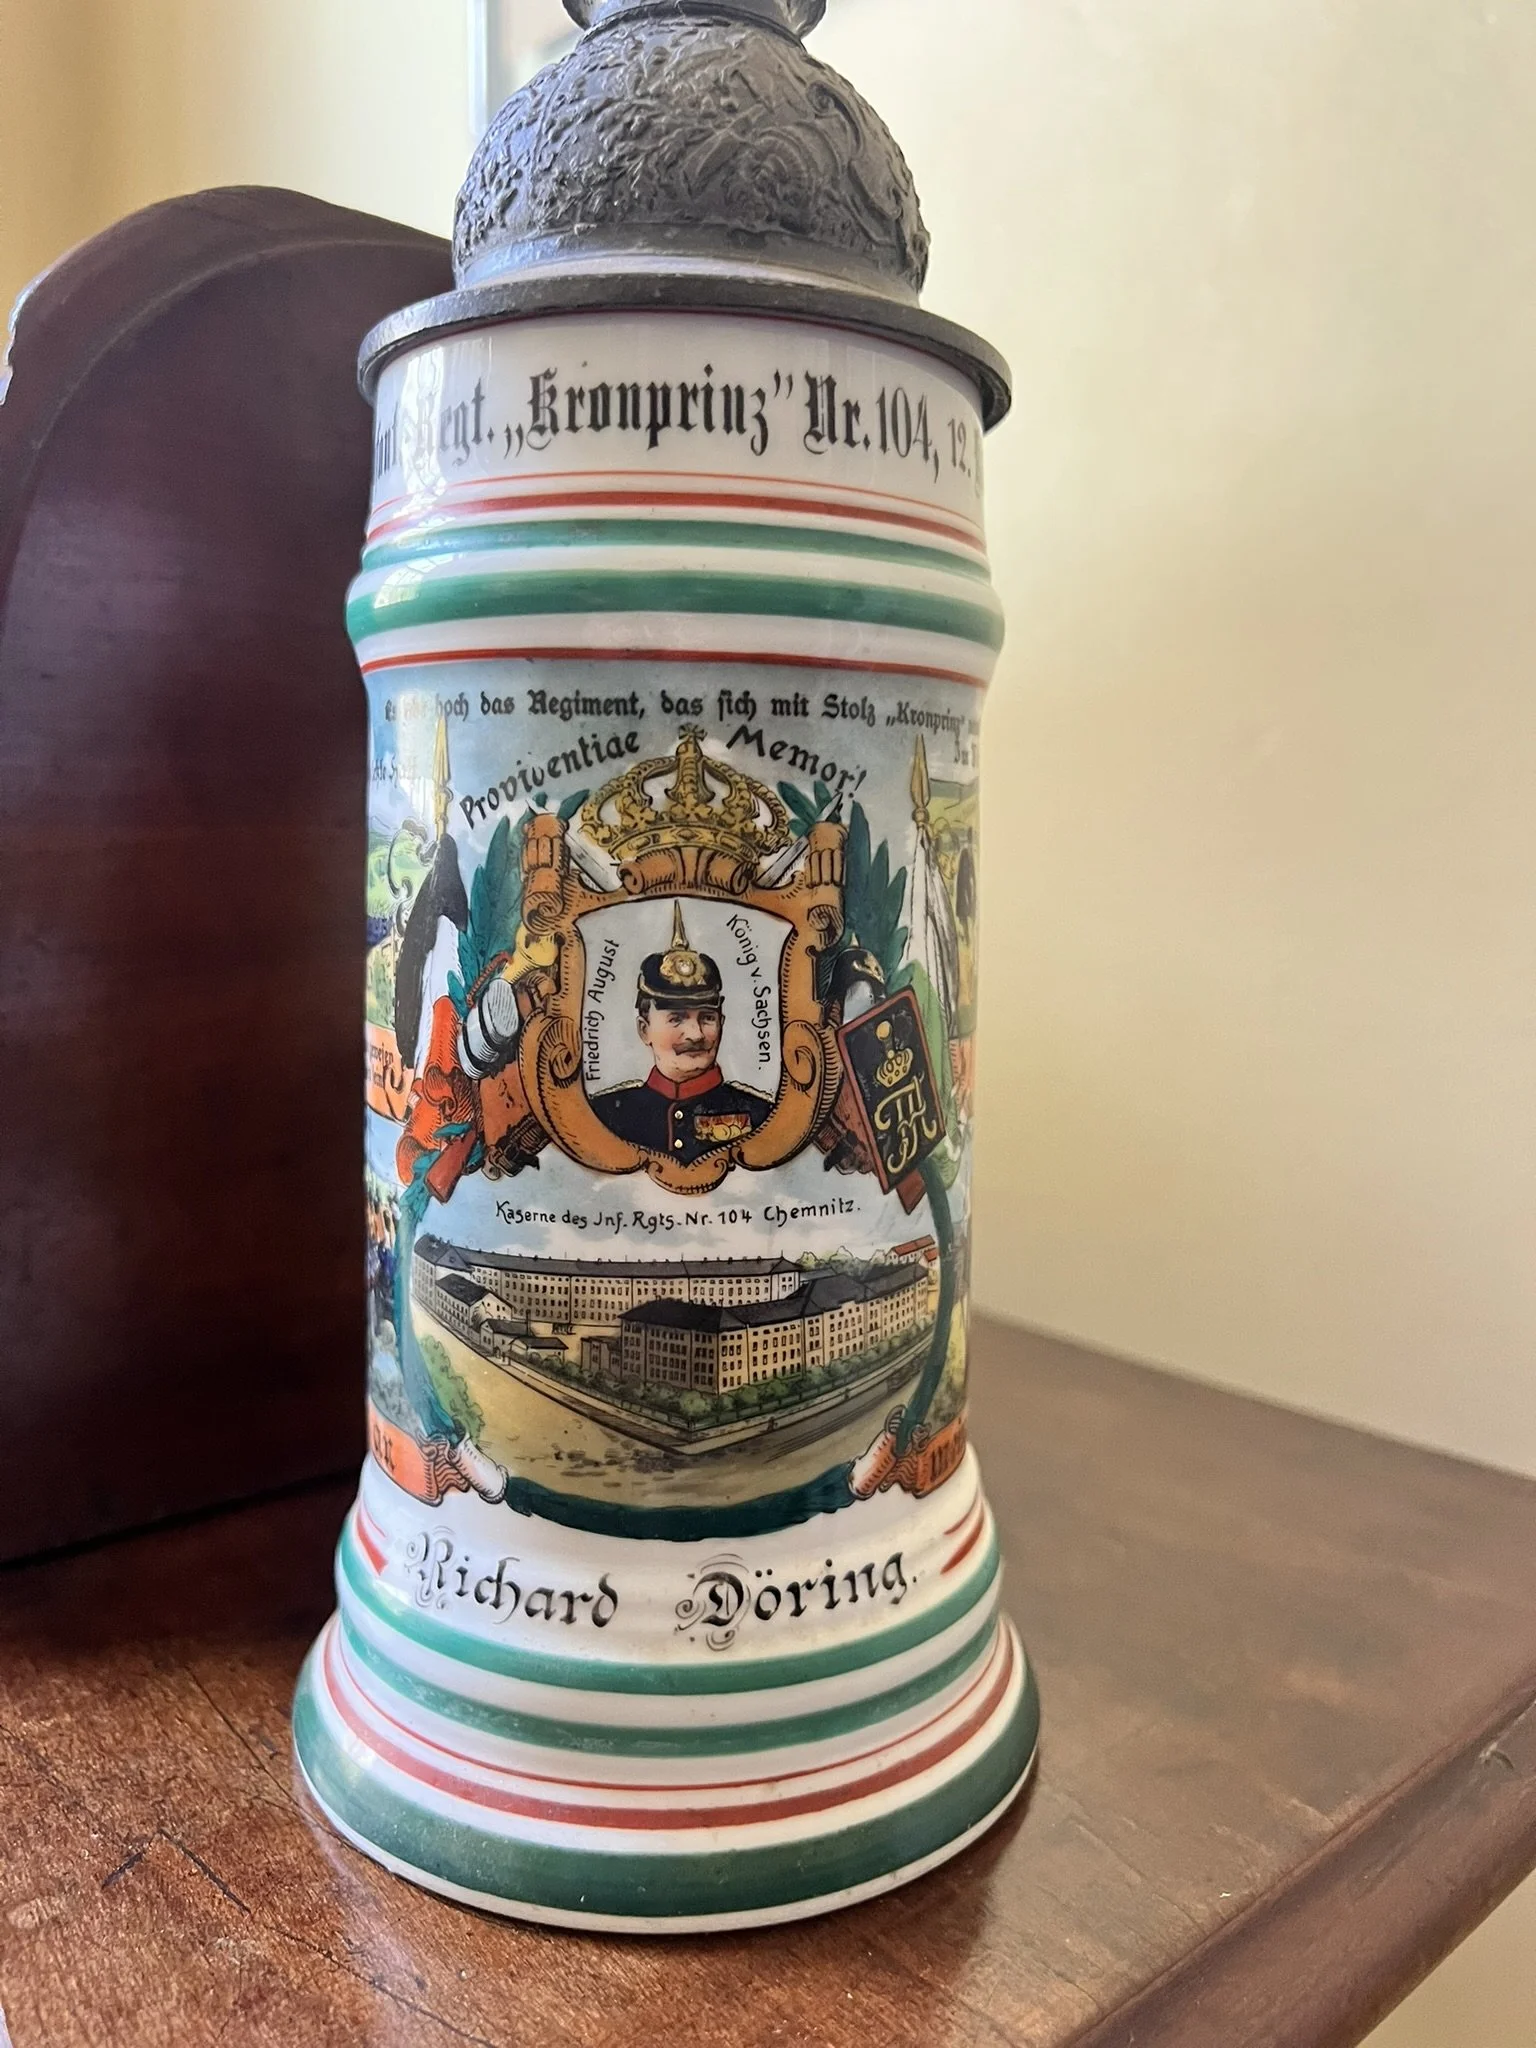 Regt. „Kronprinz" Nr. 104, 12.
hoch das Regiment, das sich mit Stolz „Kronprinz"
Providentiae Memor!
Friedrich August
König v. Sachsen.
FAR
Kaserne des Inf. Rgts. Nr. 104 Chemnitz.
Richard Döring.